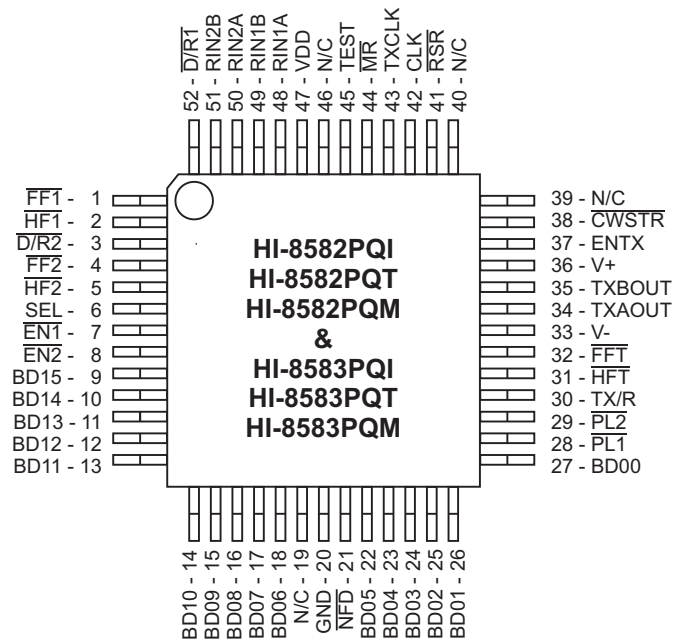 52 - D/R1
51 - RIN2B
50 - RIN2A
49 - RIN1B
48 - RIN1A
47 - VDD
46 - N/C
45 - TEST
44 - MR
43 - TXCLK
42 - CLK
41 - RSR
40 - N/C
FF1 - 1
HF1 - 2
D/R2 - 3
FF2 - 4
HF2 - 5
SEL - 6
EN1 - 7
EN2 - 8
BD15 - 9
BD14 - 10
BD13 - 11
BD12 - 12
BD11 - 13
HI-8582PQI
HI-8582PQT
HI-8582PQM
&
HI-8583PQI
HI-8583PQT
HI-8583PQM
39 - N/C
38 - CWSTR
37 - ENTX
36 - V+
35 - TXBOUT
34 - TXAOUT
33 - V-
32 - FFT
31 - HFT
30 - TX/R
29 - PL2
28 - PL1
27 - BD00
BD10 - 14
BD09 - 15
BD08 - 16
BD07 - 17
BD06 - 18
N/C - 19
GND - 20
NFD - 21
BD05 - 22
BD04 - 23
BD03 - 24
BD02 - 25
BD01 - 26